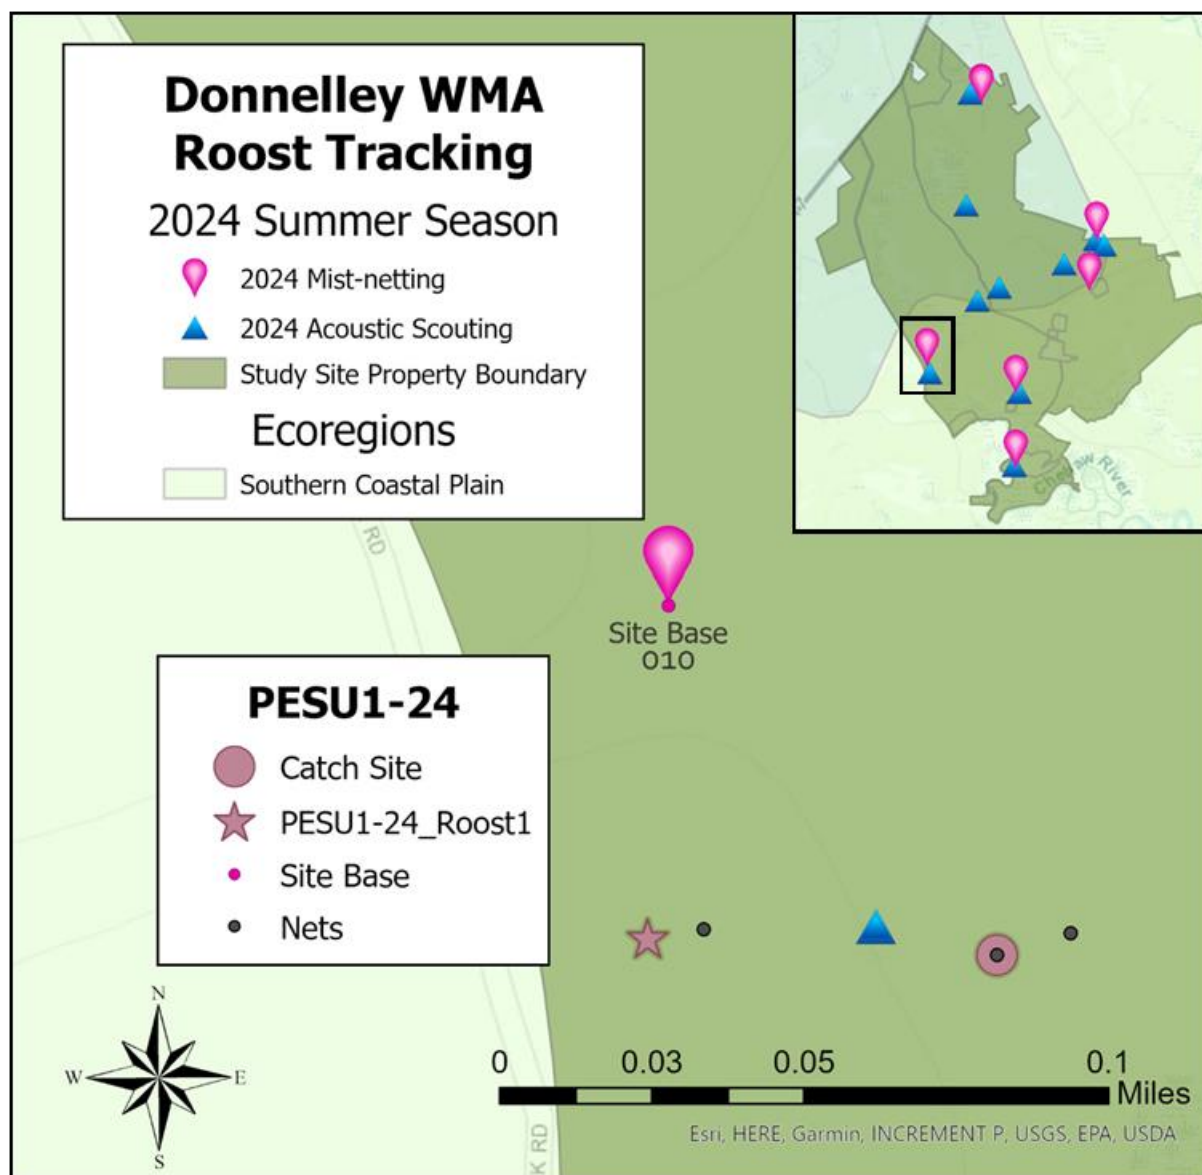 Donnelley WMA
Roost Tracking
2024 Summer Season
2024 Mist-netting
2024 Acoustic Scouting
Study Site Property Boundary
Ecoregions
Southern Coastal Plain
RD
Site Base
010
PESU1-24
Catch Site
PESU1-24_Roost1
Site Base
Nets
N
W
E
S
0 0.03 0.05 0.1
Miles
K RD
Esri, HERE, Garmin, INCREMENT P, USGS, EPA, USDA
River